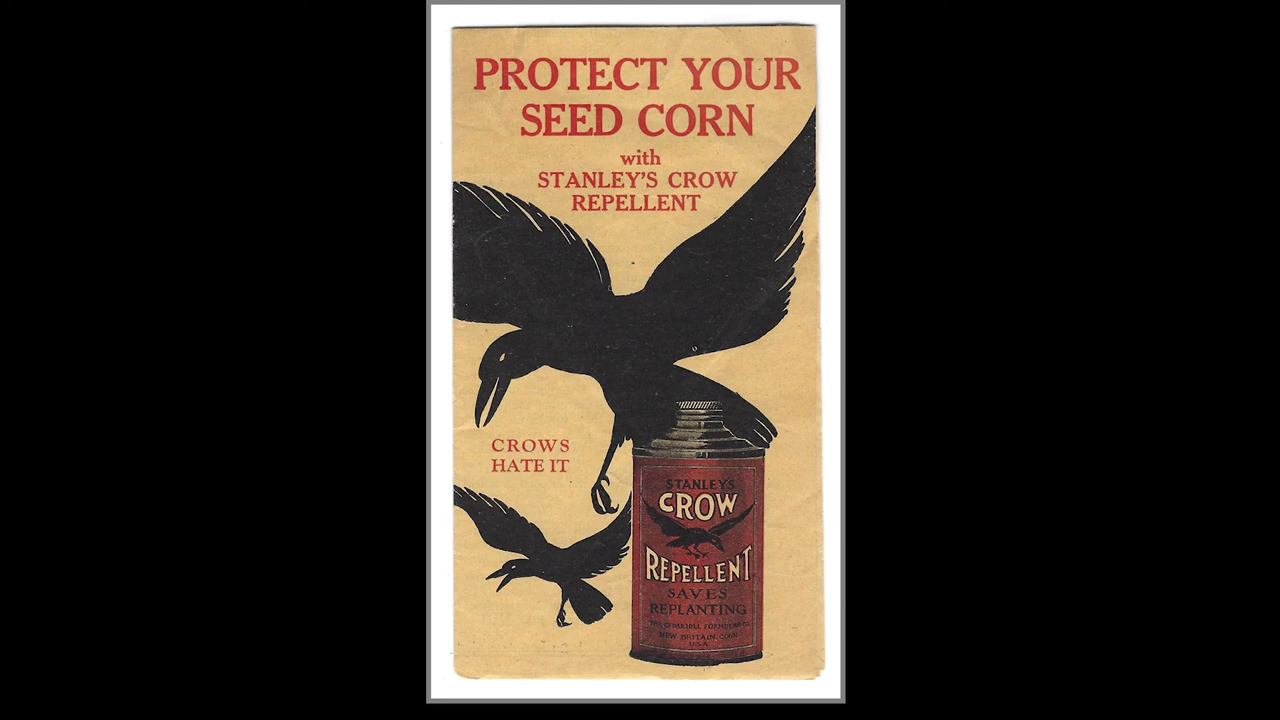 PROTECT YOUR
SEED CORN
with
STANLEY'S CROW
REPELLENT
CROWS
HATE IT
STANLEY'S
CROW
REPELLENT
SAVES
REPLANTING
NEW BRITAIN, CONN.
U.S.A.